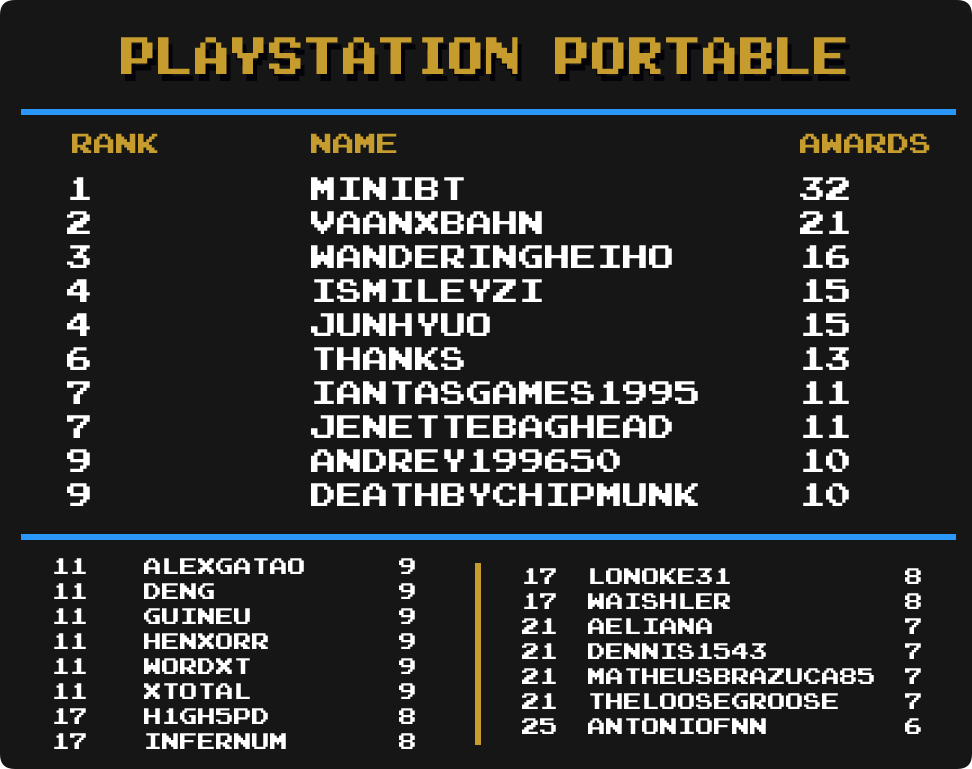 PLAYSTATION PORTABLE
RANK NAME AWARDS
1 MINIBT 32
2 VAANXBAHN 21
3 WANDERINGHEIHO 16
4 ISMILEYZI 15
4 JUNHYUO 15
6 THANKS 13
7 IANTASGAMES1995 11
7 JENETTEBAGHEAD 11
9 ANDREY199650 10
9 DEATHBYCHIPMUNK 10
11 ALEXGATAO 9
11 DENG 9
11 GUINEU 9
11 HENXORR 9
11 WORDXT 9
11 XTOTAL 9
17 H1GH5PD 8
17 INFERNUM 8
17 LONOKE31 8
17 WAISHLER 8
21 AELIANA 7
21 DENNIS1543 7
21 MATHEUSBRAZUCA85 7
21 THELOOSEGROOSE 7
25 ANTONIOFNN 6